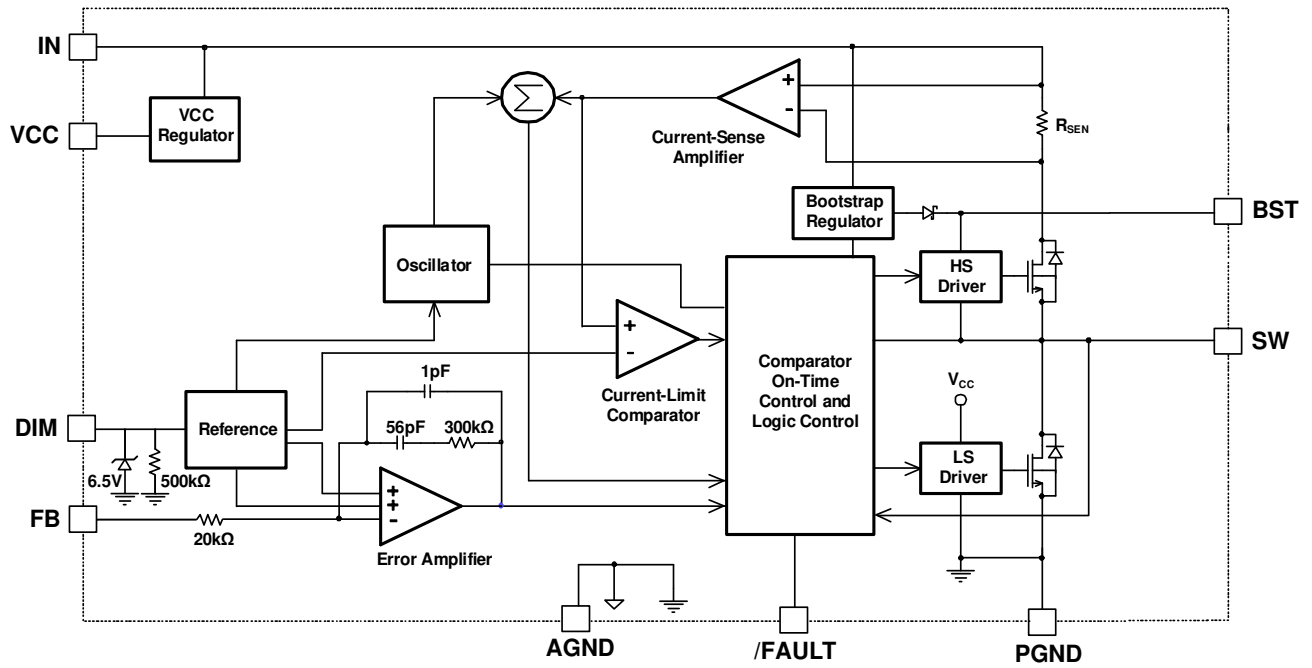 IN
VCC
VCC
Regulator
Σ
+
-
Current-Sense
Amplifier
RSEN
Bootstrap
Regulator
BST
Oscillator
HS
Driver
+
-
Current-Limit
Comparator
Comparator
On-Time
Control and
Logic Control
SW
VCC
DIM
Reference
1pF
56pF
300kΩ
LS
Driver
6.5V
500kΩ
FB
20kΩ
+
+
-
Error Amplifier
AGND
/FAULT
PGND